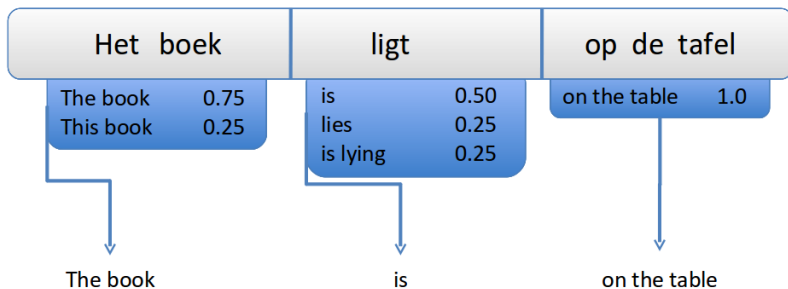 Het boek ligt op de tafel
The book 0.75
This book 0.25
is 0.50
lies 0.25
is lying 0.25
on the table 1.0
The book is on the table